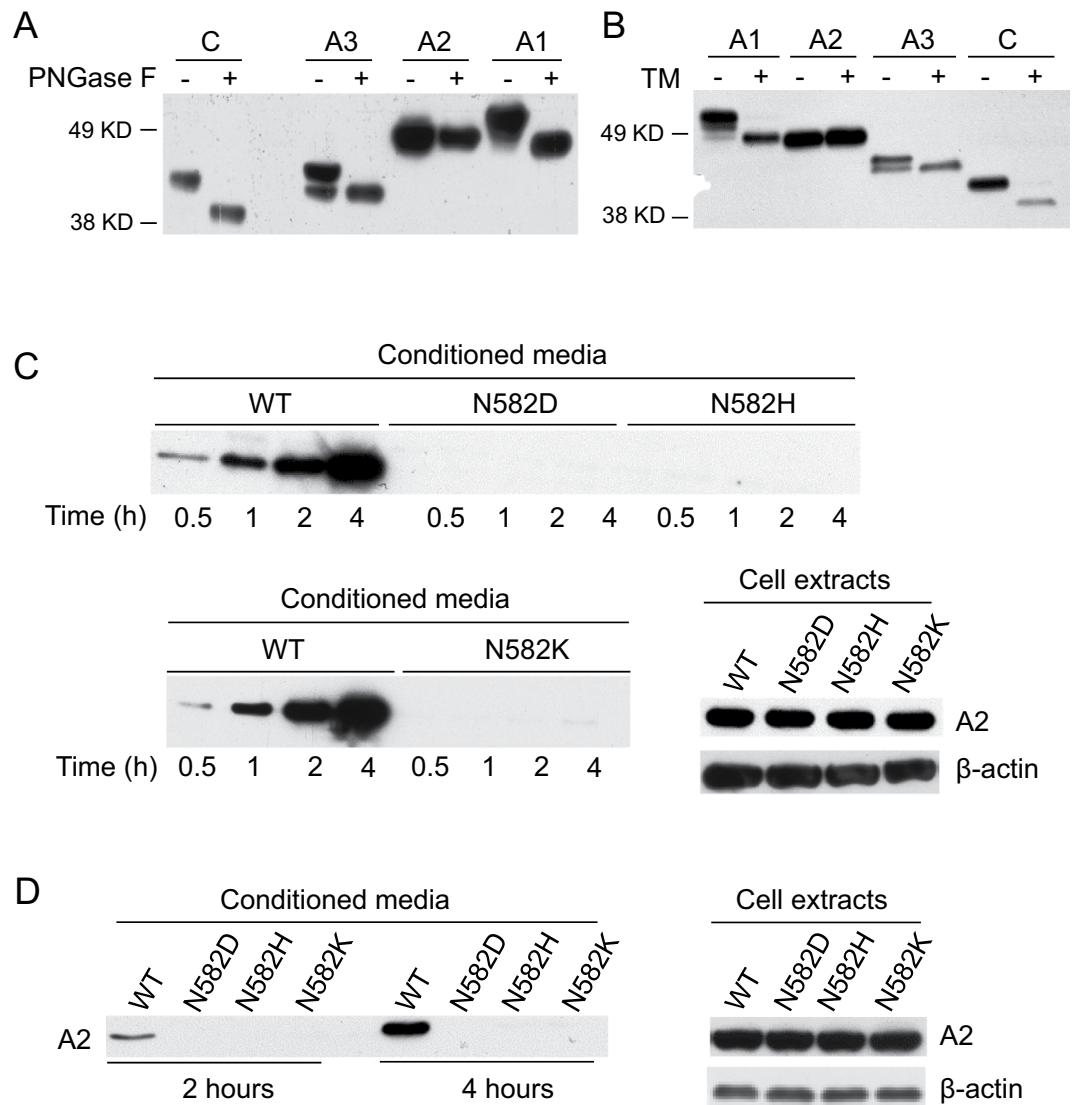 A
C A3 A2 A1
PNGase F - + - + - + - +
49 KD
38 KD
B
A1 A2 A3 C
TM - + - + - + - +
49 KD
38 KD
C
Conditioned media
WT N582D N582H
Time (h) 0.5 1 2 4 0.5 1 2 4 0.5 1 2 4
Conditioned media
WT N582K
Time (h) 0.5 1 2 4 0.5 1 2 4
Cell extracts
WT N582D N582H N582K
A2
β-actin
D
Conditioned media
WT N582D N582H N582K WT N582D N582H N582K
A2
2 hours 4 hours
Cell extracts
WT N582D N582H N582K
A2
β-actin